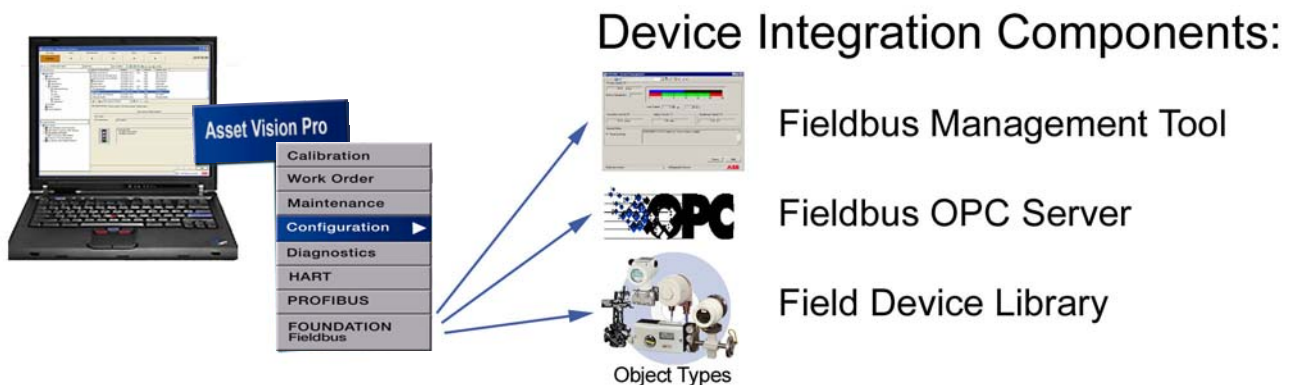 Device Integration Components:
Asset Vision Pro
Calibration
Work Order
Maintenance
Configuration
Diagnostics
HART
PROFIBUS
FOUNDATION
Fieldbus
Fieldbus Management Tool
ABB
OPC
Fieldbus OPC Server
Field Device Library
Object Types